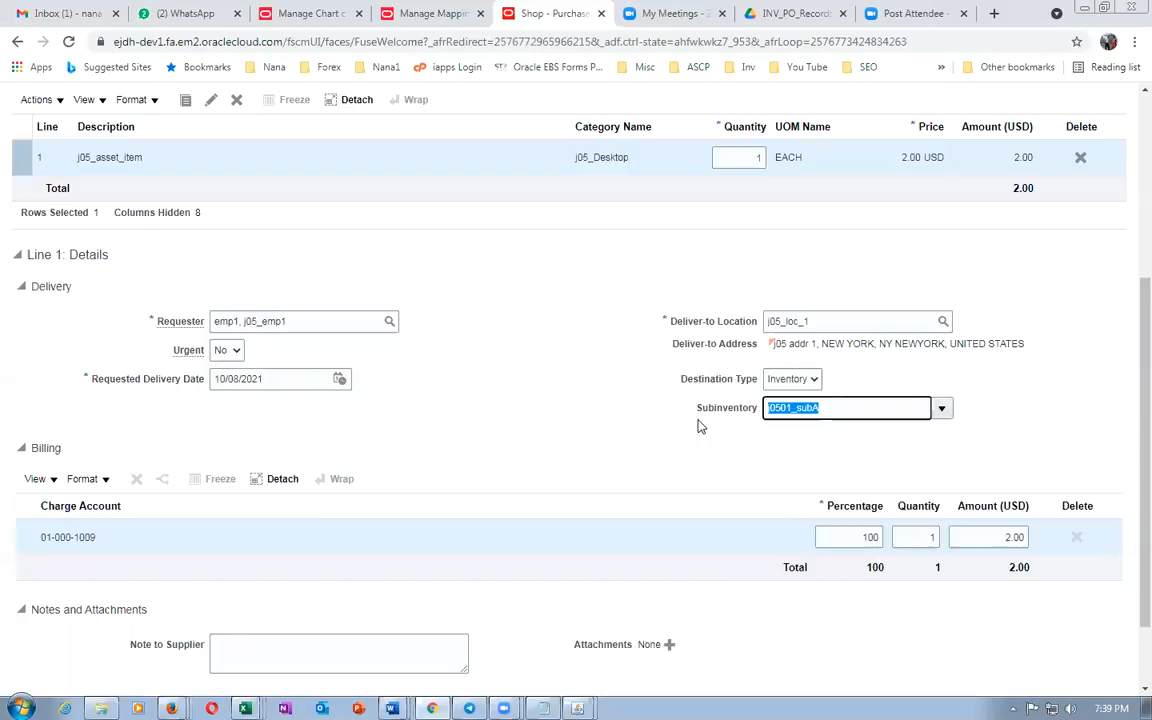 Inbox (1) - nana
(2) WhatsApp
Manage Chart c
Manage Mappin
Shop - Purchase
My Meetings - Z
INV_PO_Records
Post Attendee -
ejdh-dev1.fa.em2.oraclecloud.com/fscmUI/faces/FuseWelcome?_afrRedirect=2576772965966215&_adf.ctrl-state=ahfwkwkz7_953&_afrLoop=2576773424834263
Apps Suggested Sites Bookmarks Nana Forex Nana1 iapps Login Oracle EBS Forms P... Misc ASCP Inv You Tube SEO » Other bookmarks Reading list
Actions View Format Freeze Detach Wrap
Line Description Category Name * Quantity UOM Name * Price Amount (USD) Delete
1 j05_asset_item j05_Desktop 1 EACH 2.00 USD 2.00
Total 2.00
Rows Selected 1 Columns Hidden 8
Line 1: Details
Delivery
* Requester emp1, j05_emp1 * Deliver-to Location j05_loc_1
Deliver-to Address j05 addr 1, NEW YORK, NY NEWYORK, UNITED STATES
Urgent No
* Requested Delivery Date 10/08/2021 Destination Type Inventory
Subinventory j0501_subA
Billing
View Format Freeze Detach Wrap
Charge Account * Percentage Quantity Amount (USD) Delete
01-000-1009 100 1 2.00
Total 100 1 2.00
Notes and Attachments
Note to Supplier Attachments None
7:39 PM